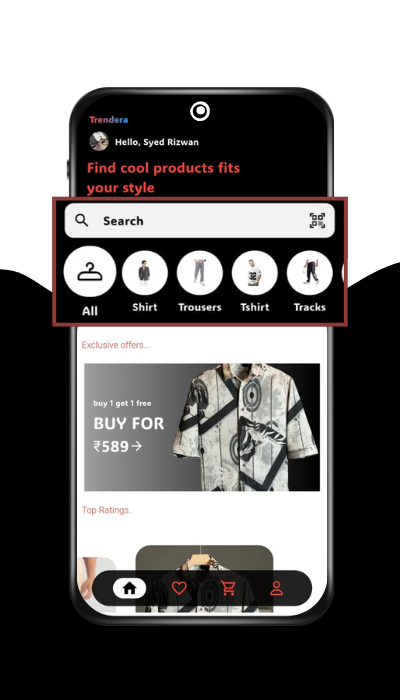 Trendera
Hello, Syed Rizwan
Find cool products fits
your style
Search
All
Shirt
Trousers
Tshirt
Tracks
Exclusive offers...
buy 1 get 1 free
BUY FOR
₹589→
Top Ratings..